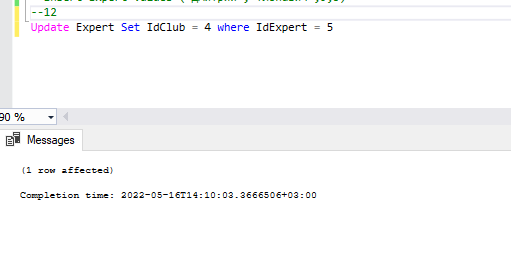 --12
Update Expert Set IdClub = 4 where IdExpert = 5
90 %
Messages
(1 row affected)
Completion time: 2022-05-16T14:10:03.3666506+03:00